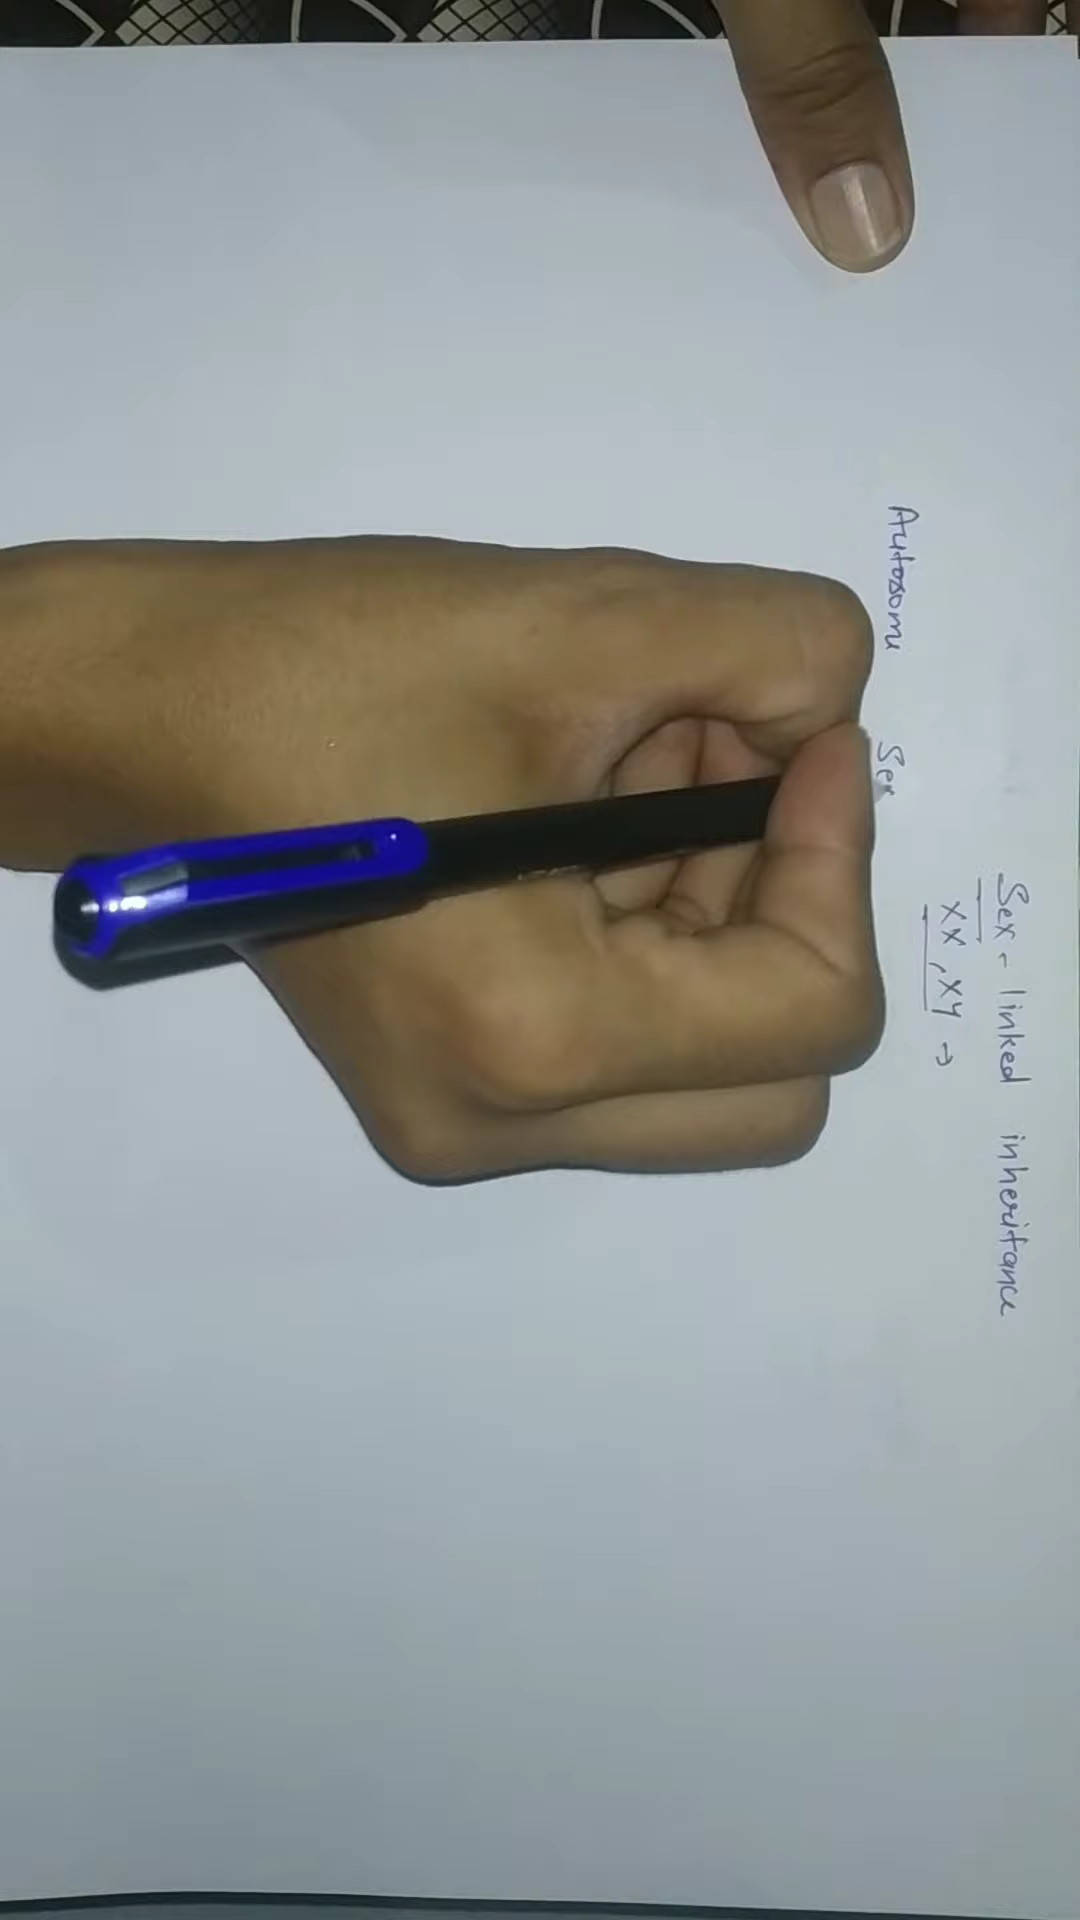 Sex - linked inheritance
XX, XY →
Autosome Sex